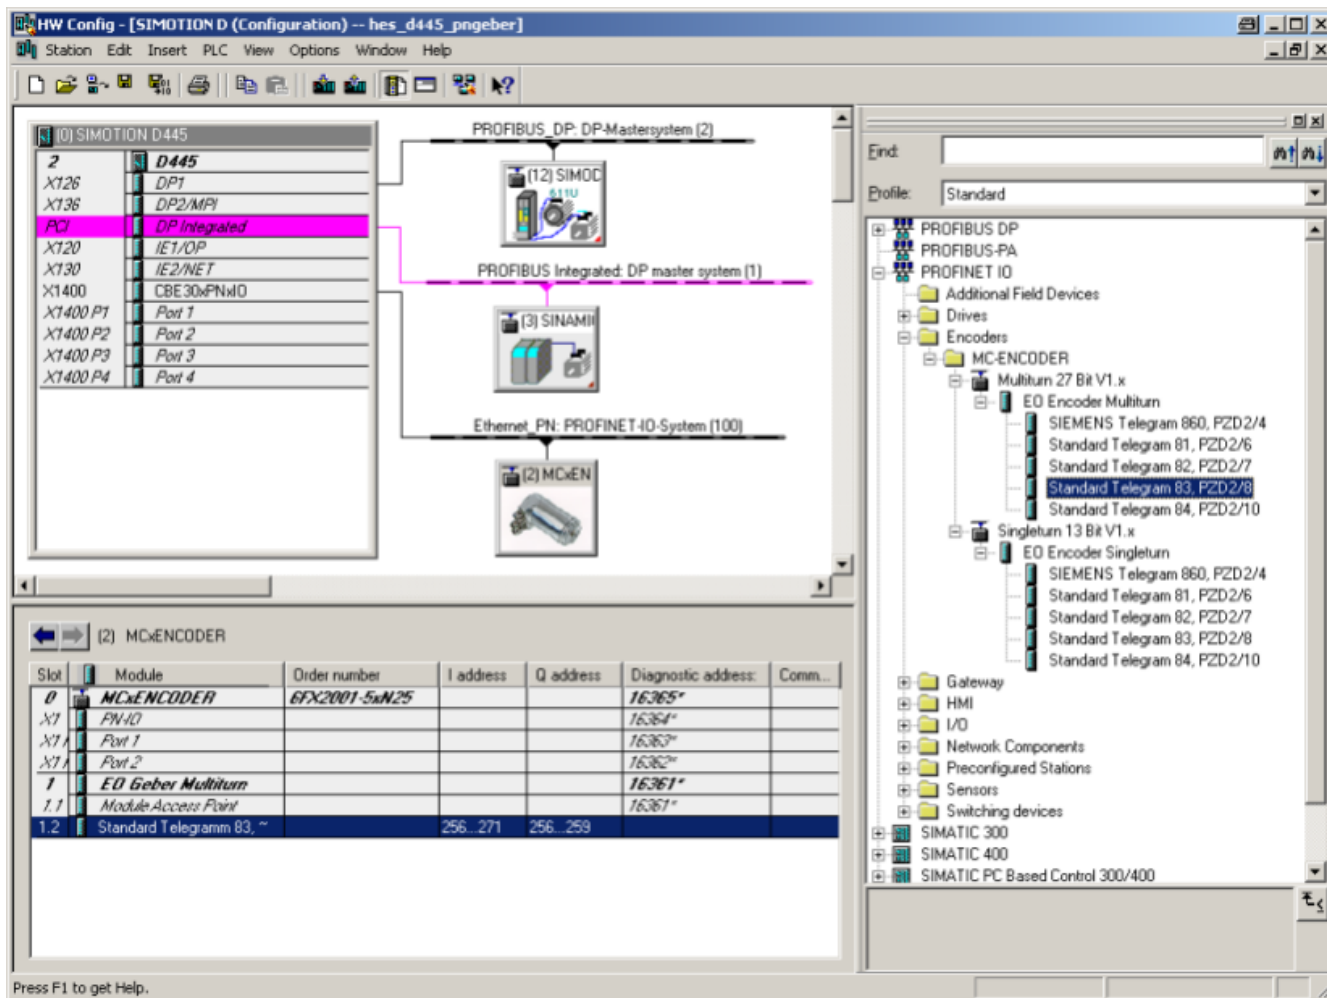 HW Config - [SIMOTION D (Configuration) -- hes_d445_pngeber]
Station Edit Insert PLC View Options Window Help
(0) SIMOTION D445
2 D445
X126 DP1
X136 DP2/MPI
PCI DP Integrated
X120 IE1/OP
X130 IE2/NET
X1400 CBE30xPNxIO
X1400 P1 Port 1
X1400 P2 Port 2
X1400 P3 Port 3
X1400 P4 Port 4
PROFIBUS_DP: DP-Mastersystem (2)
(12) SIMOD
611U
PROFIBUS Integrated: DP master system (1)
(3) SINAMI
Ethernet_PN: PROFINET-IO-System (100)
(2) MCxEN
Find:
Profile: Standard
PROFIBUS DP
PROFIBUS-PA
PROFINET IO
Additional Field Devices
Drives
Encoders
MC-ENCODER
Multiturn 27 Bit V1.x
EO Encoder Multiturn
SIEMENS Telegram 860, PZD2/4
Standard Telegram 81, PZD2/6
Standard Telegram 82, PZD2/7
Standard Telegram 83, PZD2/8
Standard Telegram 84, PZD2/10
Singleturn 13 Bit V1.x
EO Encoder Singleturn
SIEMENS Telegram 860, PZD2/4
Standard Telegram 81, PZD2/6
Standard Telegram 82, PZD2/7
Standard Telegram 83, PZD2/8
Standard Telegram 84, PZD2/10
Gateway
HMI
I/O
Network Components
Preconfigured Stations
Sensors
Switching devices
SIMATIC 300
SIMATIC 400
SIMATIC PC Based Control 300/400
(2) MCxENCODER
Slot Module Order number I address Q address Diagnostic address: Comm...
0 MCxENCODER 6FX2001-5xN25 16365*
X1 PN-IO 16364*
X1 Port 1 16363*
X1 Port 2 16362*
1 EO Geber Multiturn 16361*
1.1 Module Access Point 16361*
1.2 Standard Telegramm 83, ~ 256...271 256...259
Press F1 to get Help.